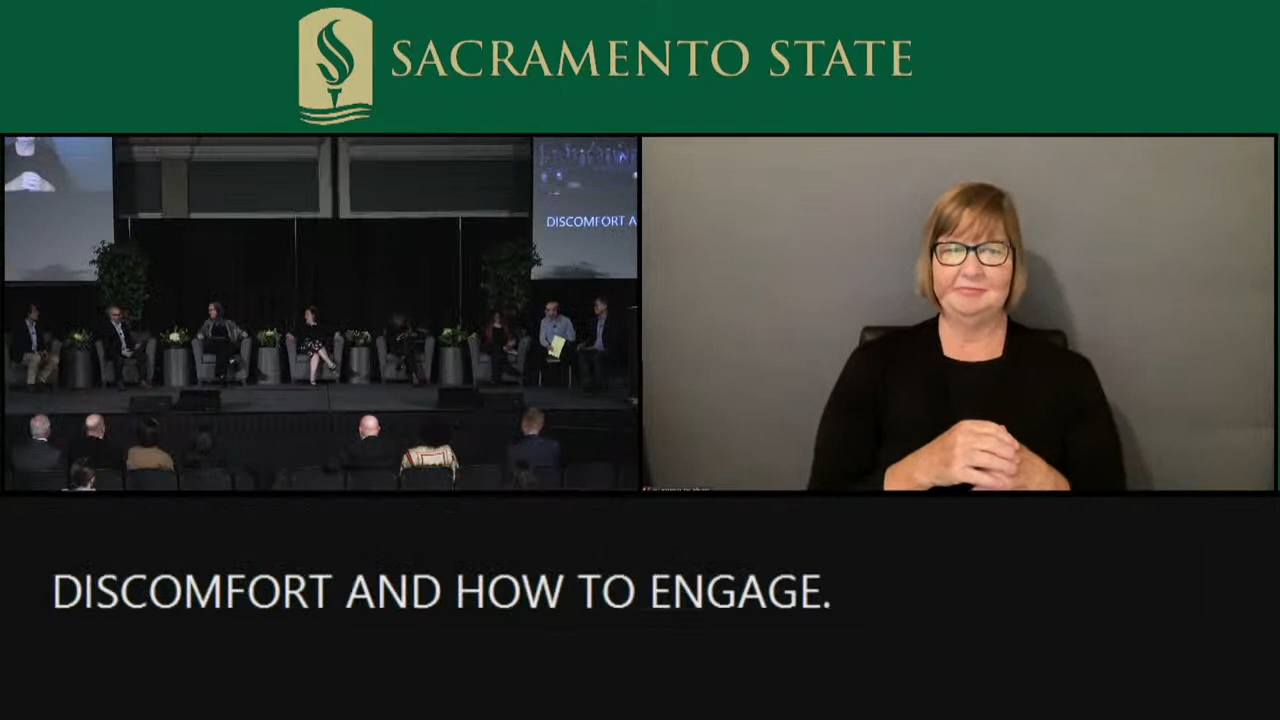 SACRAMENTO STATE
DISCOMFORT A
DISCOMFORT AND HOW TO ENGAGE.